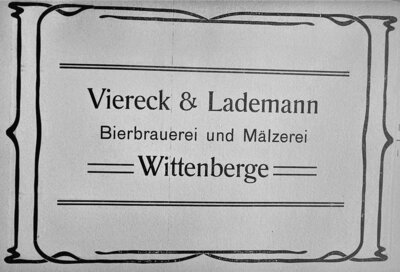 Viereck & Lademann
Bierbrauerei und Mälzerei
Wittenberge